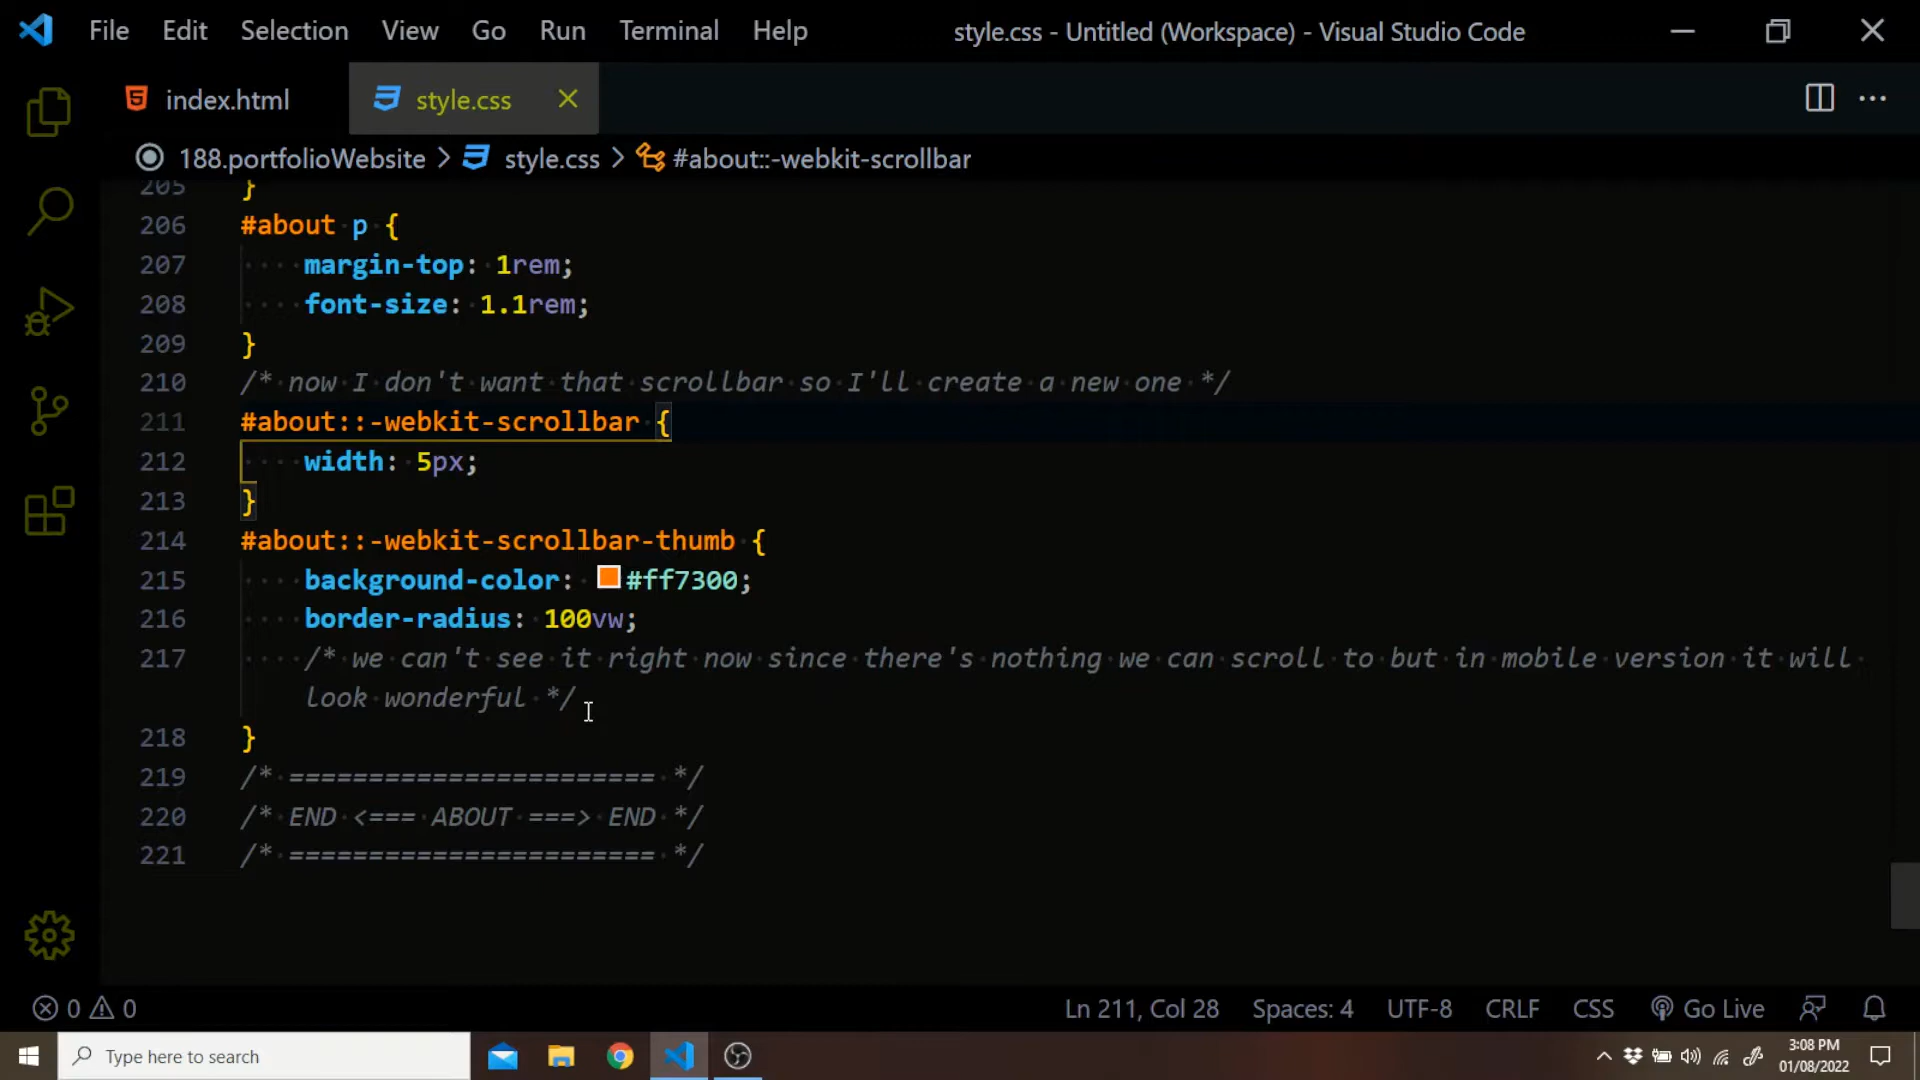 File Edit Selection View Go Run Terminal Help style.css - Untitled (Workspace) - Visual Studio Code
index.html style.css
188.portfolioWebsite > style.css > #about::-webkit-scrollbar
205 }
206 #about p {
207 margin-top: 1rem;
208 font-size: 1.1rem;
209 }
210 /* now I don't want that scrollbar so I'll create a new one */
211 #about::-webkit-scrollbar {
212 width: 5px;
213 }
214 #about::-webkit-scrollbar-thumb {
215 background-color: #ff7300;
216 border-radius: 100vw;
217 /* we can't see it right now since there's nothing we can scroll to but in mobile version it will
look wonderful */
218 }
219 /* ======================= */
220 /* END <=== ABOUT ===> END */
221 /* ======================= */
0 0 Ln 211, Col 28 Spaces: 4 UTF-8 CRLF CSS Go Live
Type here to search
3:08 PM
01/08/2022